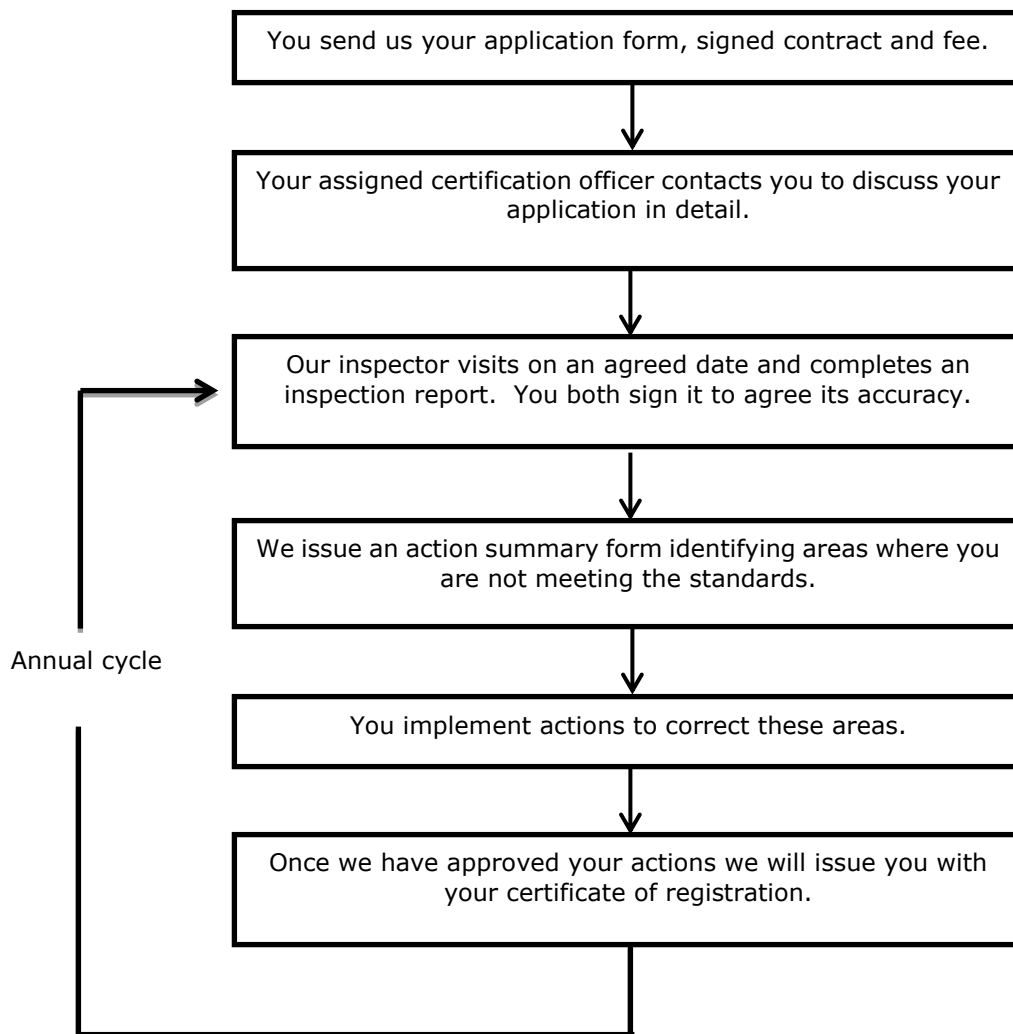 You send us your application form, signed contract and fee.
Your assigned certification officer contacts you to discuss your
application in detail.
Our inspector visits on an agreed date and completes an
inspection report.  You both sign it to agree its accuracy.
We issue an action summary form identifying areas where you
are not meeting the standards.
Annual cycle
You implement actions to correct these areas.
Once we have approved your actions we will issue you with
your certificate of registration.